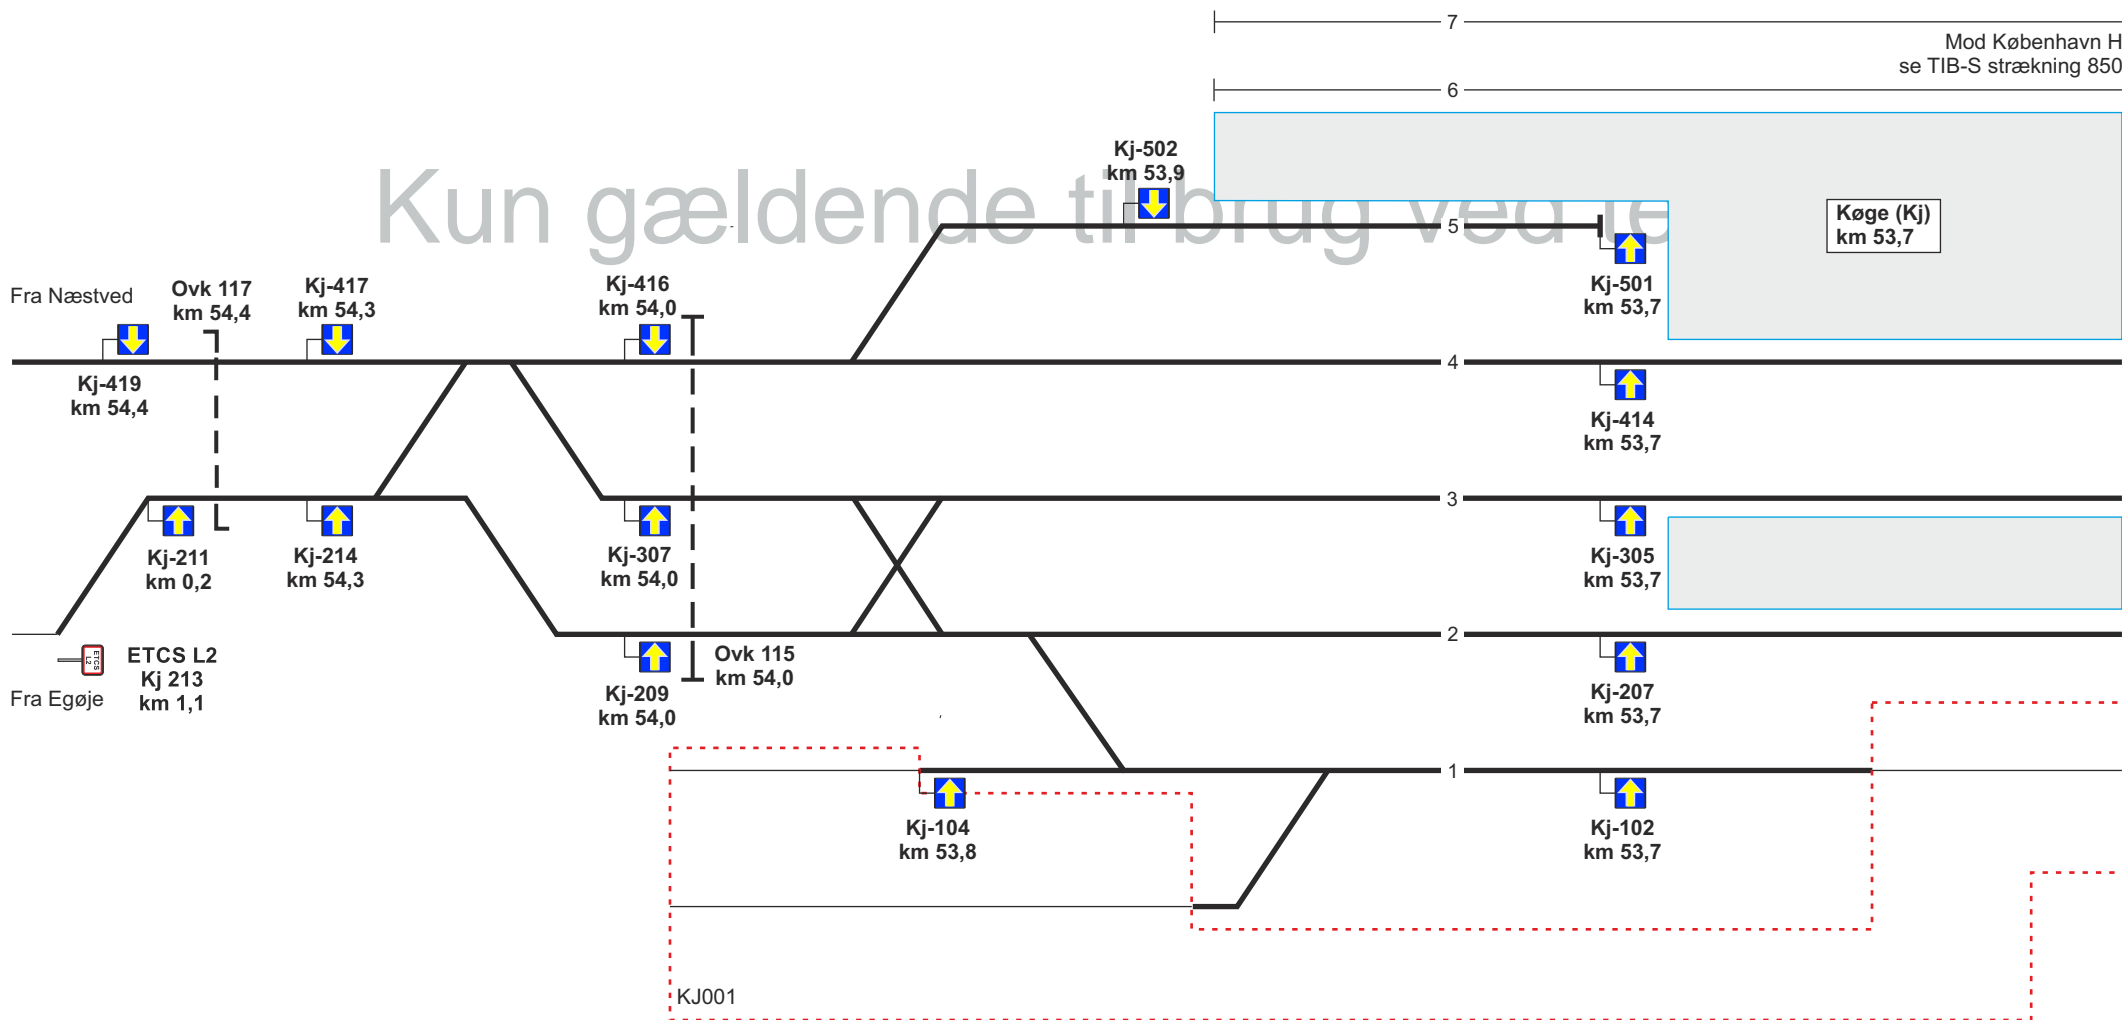 7
Mod København H
se TIB-S strækning 850
6
Kj-502
km 53,9
Kun gældende til brug ved te
5
Køge (Kj)
km 53,7
Kj-501
km 53,7
Fra Næstved
Ovk 117
km 54,4
Kj-417
km 54,3
Kj-416
km 54,0
4
Kj-419
km 54,4
Kj-414
km 53,7
3
Kj-211
km 0,2
Kj-214
km 54,3
Kj-307
km 54,0
Kj-305
km 53,7
2
ETCS L2
ETCS L2
Kj 213
km 1,1
Fra Egøje
Kj-209
km 54,0
Ovk 115
km 54,0
Kj-207
km 53,7
1
Kj-104
km 53,8
Kj-102
km 53,7
KJ001